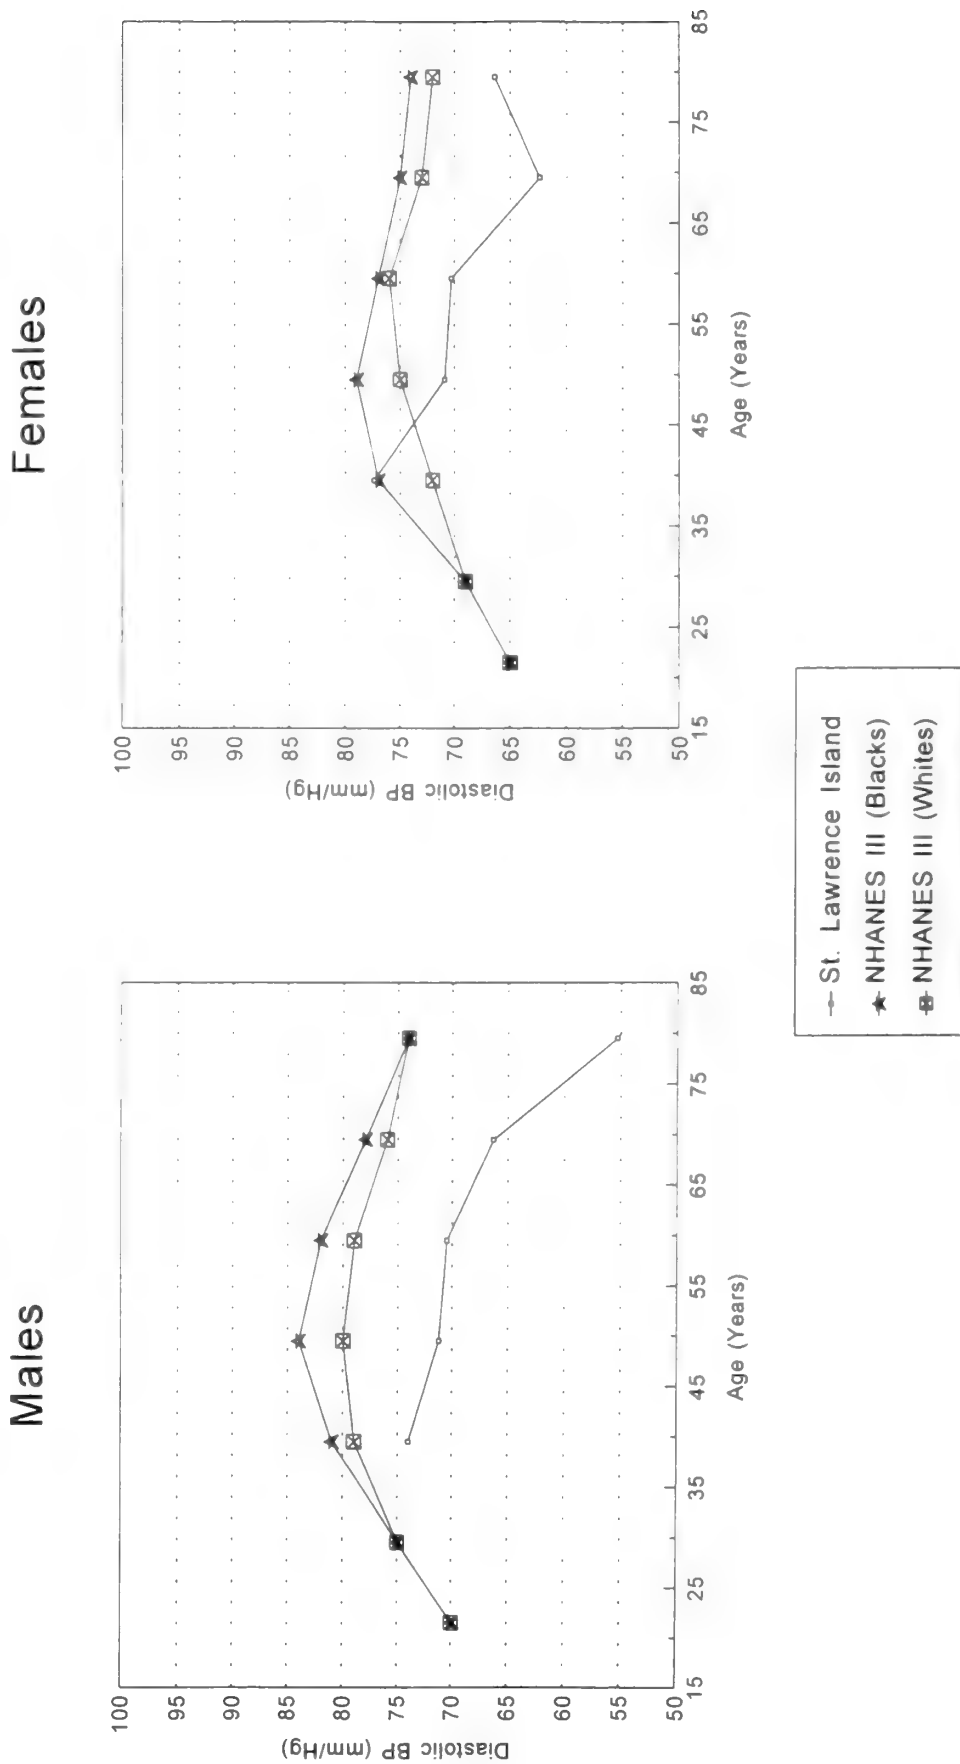 Males
Diastolic BP (mm/Hg)
100
95
90
85
80
75
70
65
60
55
50
15 25 35 45 55 65 75 85
Age (Years)
Females
Diastolic BP (mm/Hg)
100
95
90
85
80
75
70
65
60
55
50
15 25 35 45 55 65 75 85
Age (Years)
St. Lawrence Island
NHANES III (Blacks)
NHANES III (Whites)